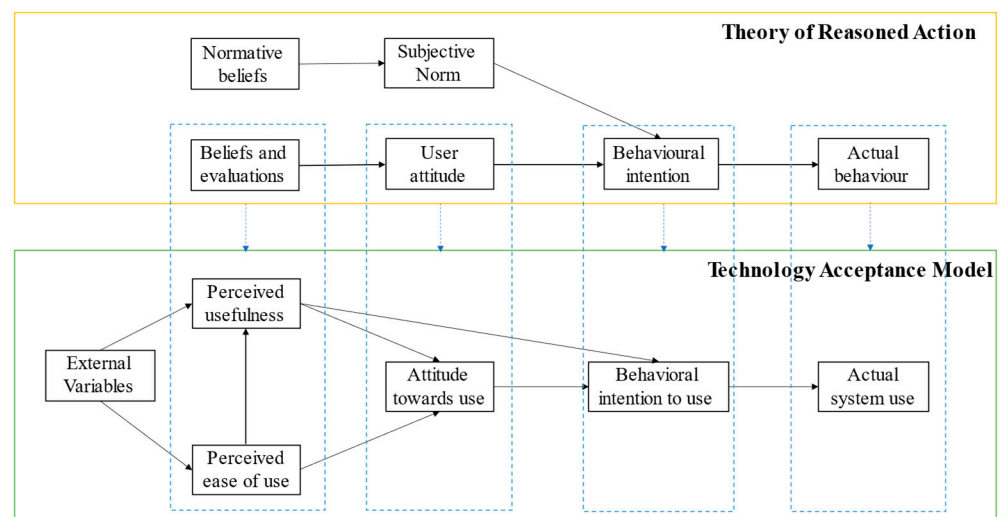 Theory of Reasoned Action
Normative
beliefs
Subjective
Norm
Beliefs and
evaluations
User
attitude
Behavioural
intention
Actual
behaviour
Technology Acceptance Model
Perceived
usefulness
External
Variables
Attitude
towards use
Behavioral
intention to use
Actual
system use
Perceived
ease of use